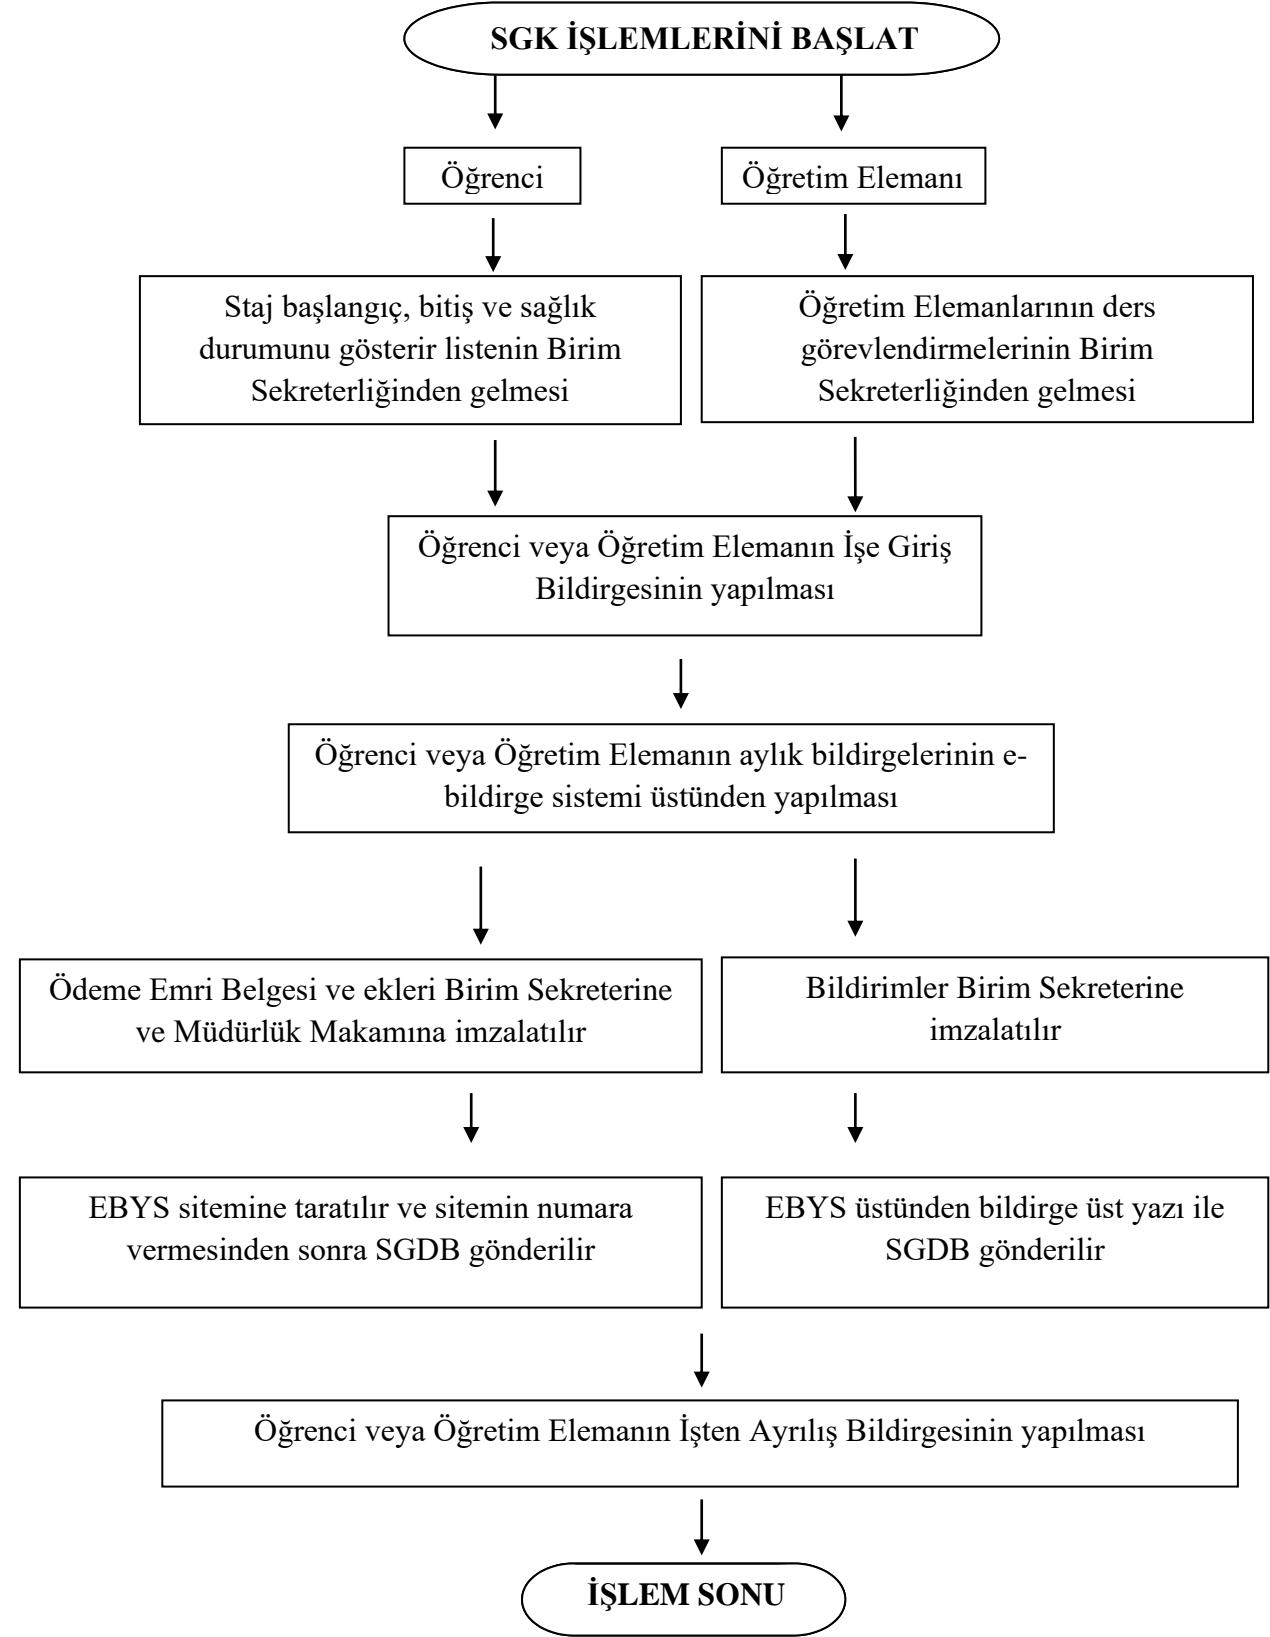 SGK İŞLEMLERİNİ BAŞLAT
Öğrenci
Öğretim Elemanı
Staj başlangıç, bitiş ve sağlık
durumunu gösterir listenin Birim
Sekreterliğinden gelmesi
Öğretim Elemanlarının ders
görevlendirmelerinin Birim
Sekreterliğinden gelmesi
Öğrenci veya Öğretim Elemanın İşe Giriş
Bildirgesinin yapılması
Öğrenci veya Öğretim Elemanın aylık bildirgelerinin e-
bildirge sistemi üstünden yapılması
Ödeme Emri Belgesi ve ekleri Birim Sekreterine
ve Müdürlük Makamına imzalatılır
Bildirimler Birim Sekreterine
imzalatılır
EBYS sitemine taratılır ve sitemin numara
vermesinden sonra SGDB gönderilir
EBYS üstünden bildirge üst yazı ile
SGDB gönderilir
Öğrenci veya Öğretim Elemanın İşten Ayrılış Bildirgesinin yapılması
İŞLEM SONU